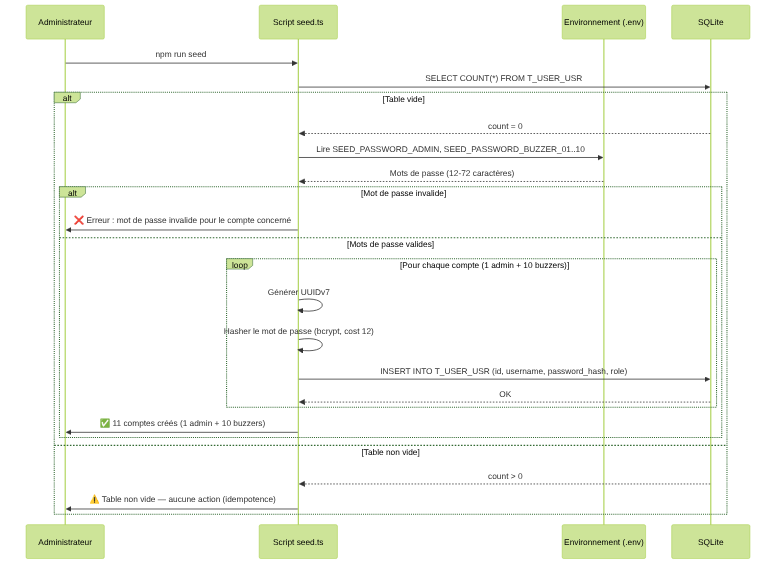 Administrateur
Script seed.ts
Environnement (.env)
SQLite
npm run seed
SELECT COUNT(*) FROM T_USER_USR
alt
[Table vide]
count = 0
Lire SEED_PASSWORD_ADMIN, SEED_PASSWORD_BUZZER_01..10
Mots de passe (12-72 caractères)
alt
[Mot de passe invalide]
❌ Erreur : mot de passe invalide pour le compte concerné
[Mots de passe valides]
loop
[Pour chaque compte (1 admin + 10 buzzers)]
Générer UUIDv7
Hasher le mot de passe (bcrypt, cost 12)
INSERT INTO T_USER_USR (id, username, password_hash, role)
OK
✅ 11 comptes créés (1 admin + 10 buzzers)
[Table non vide]
count > 0
⚠️ Table non vide — aucune action (idempotence)
Administrateur
Script seed.ts
Environnement (.env)
SQLite